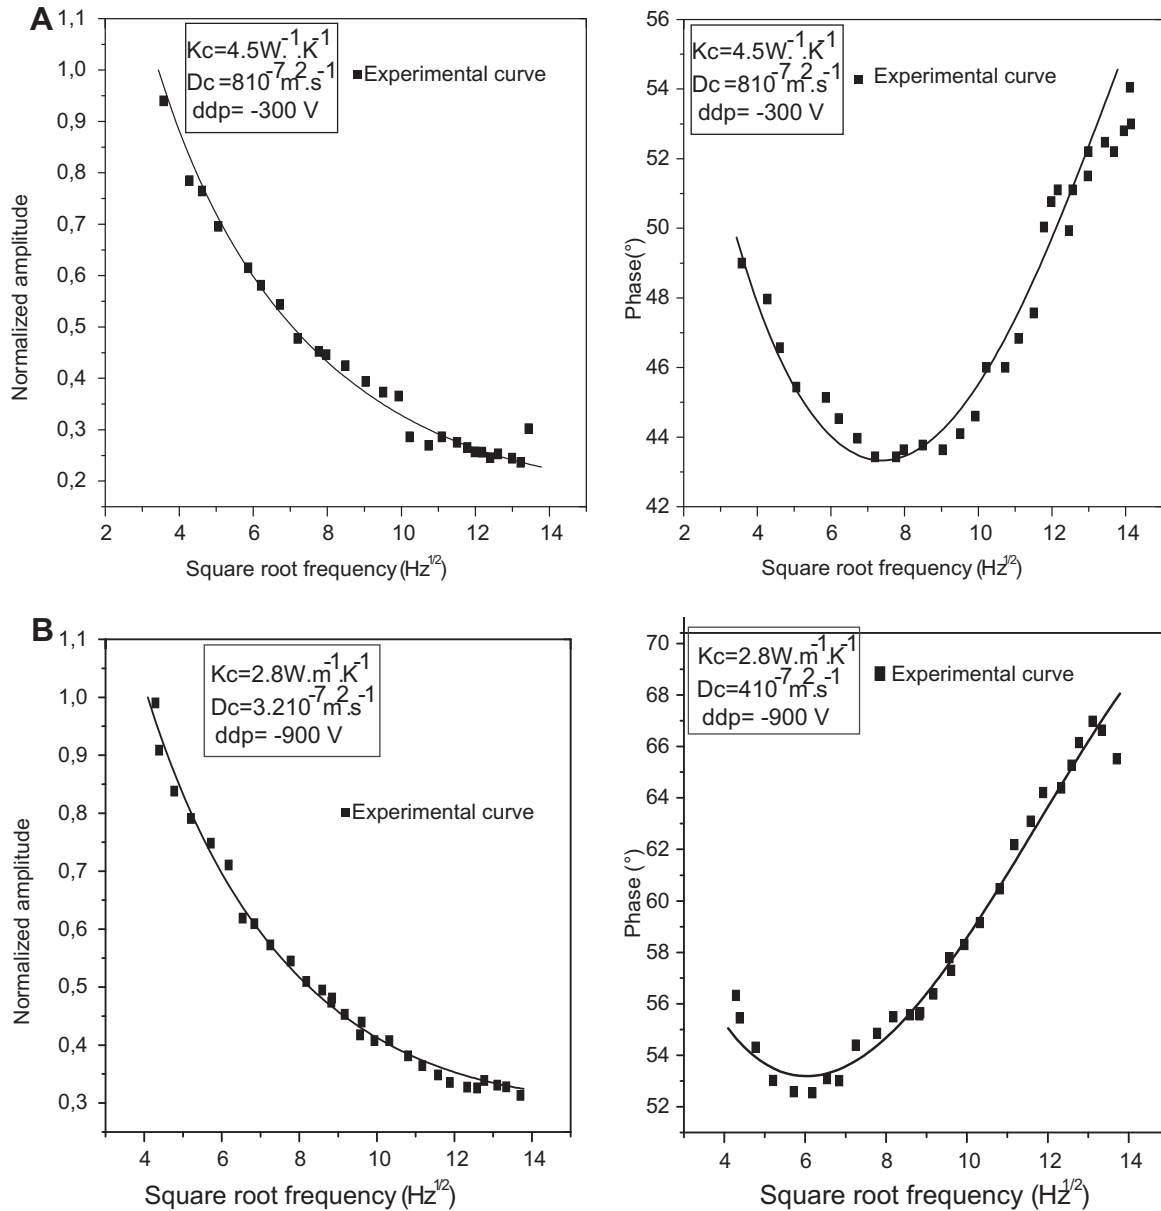 A
1,1
1,0
0,9
0,8
0,7
0,6
0,5
0,4
0,3
0,2
Normalized amplitude
Kc=4.5W.⁻¹.K⁻¹
Dc=810⁻⁷m².s⁻¹
ddp= -300 V
Experimental curve
2 4 6 8 10 12 14
Square root frequency (Hz^1/2)
56
54
52
50
48
46
44
42
Phase(°)
Kc=4.5W.⁻¹.K⁻¹
Dc=810⁻⁷m².s⁻¹
ddp= -300 V
Experimental curve
2 4 6 8 10 12 14
Square root frequency (Hz^1/2)
B
1,1
1,0
0,9
0,8
0,7
0,6
0,5
0,4
0,3
Normalized amplitude
Kc=2.8W.m⁻¹.K⁻¹
Dc=3.210⁻⁷m².s⁻¹
ddp= -900 V
Experimental curve
4 6 8 10 12 14
Square root frequency (Hz^1/2)
70
68
66
64
62
60
58
56
54
52
Phase (°)
Kc=2.8W.m⁻¹.K⁻¹
Dc=410⁻⁷m².s⁻¹
ddp= -900 V
Experimental curve
4 6 8 10 12 14
Square root frequency (Hz^1/2)